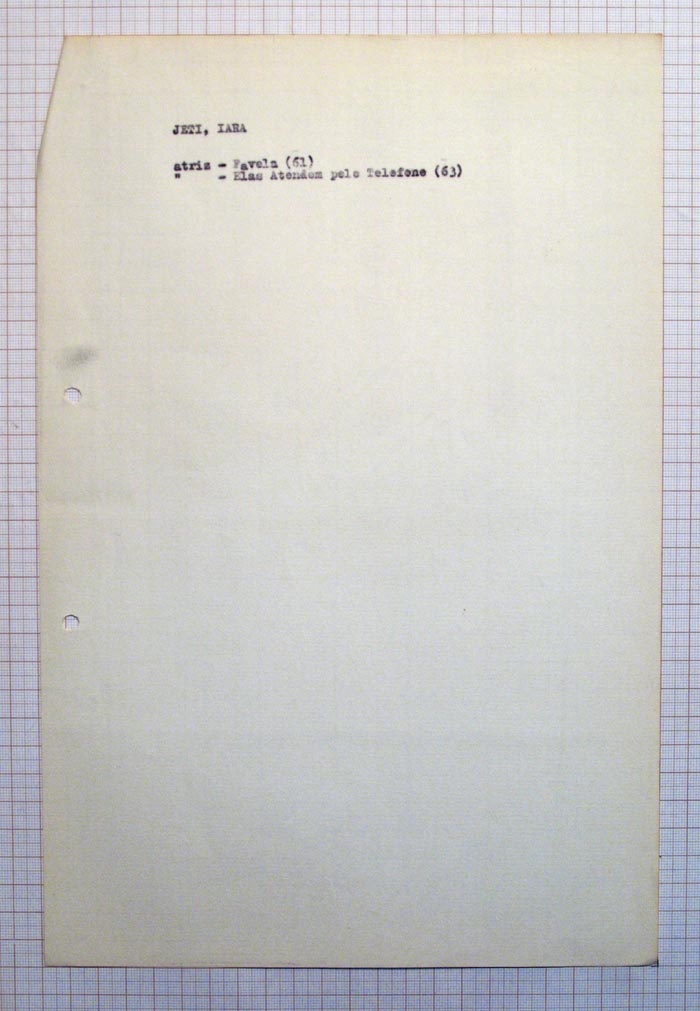 JETI, IARA
atriz - Favela (61)
" - Elas Atendem pelo Telefone (63)